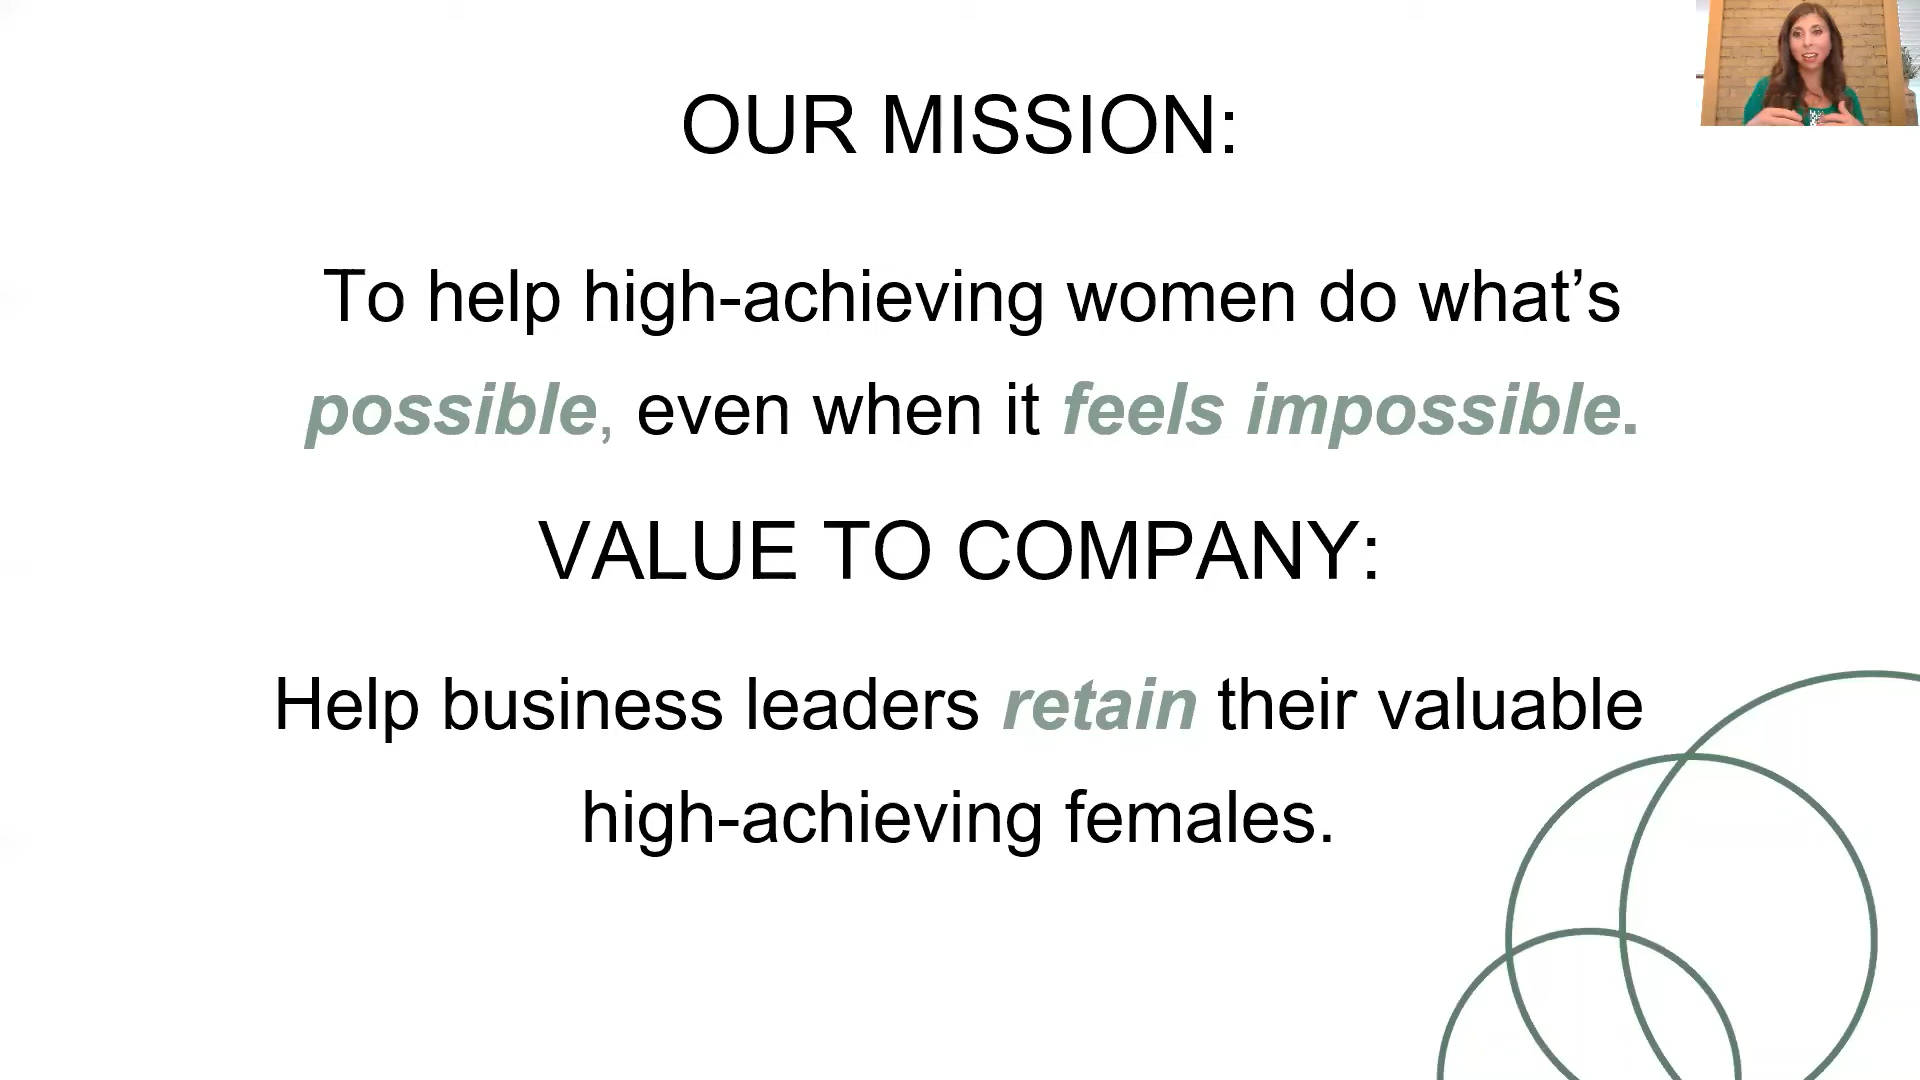 OUR MISSION:
To help high-achieving women do what’s
possible, even when it feels impossible.
VALUE TO COMPANY:
Help business leaders retain their valuable
high-achieving females.